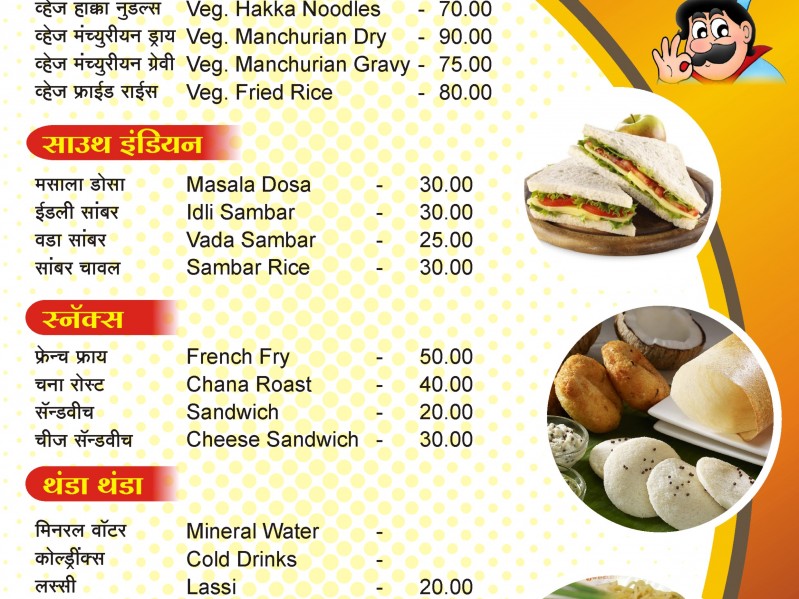 व्हेज हाक्का नुडल्स Veg. Hakka Noodles - 70.00
व्हेज मंच्युरीयन ड्राय Veg. Manchurian Dry - 90.00
व्हेज मंच्युरीयन ग्रेवी Veg. Manchurian Gravy - 75.00
व्हेज फ्राईड राईस Veg. Fried Rice - 80.00
साउथ इंडियन
मसाला डोसा Masala Dosa - 30.00
ईडली सांबर Idli Sambar - 30.00
वडा सांबर Vada Sambar - 25.00
सांबर चावल Sambar Rice - 30.00
स्नॅक्स
फ्रेन्च फ्राय French Fry - 50.00
चना रोस्ट Chana Roast - 40.00
सॅन्डवीच Sandwich - 20.00
चीज सॅन्डवीच Cheese Sandwich - 30.00
थंडा थंडा
मिनरल वॉटर Mineral Water -
कोल्ड्रींक्स Cold Drinks -
लस्सी Lassi - 20.00